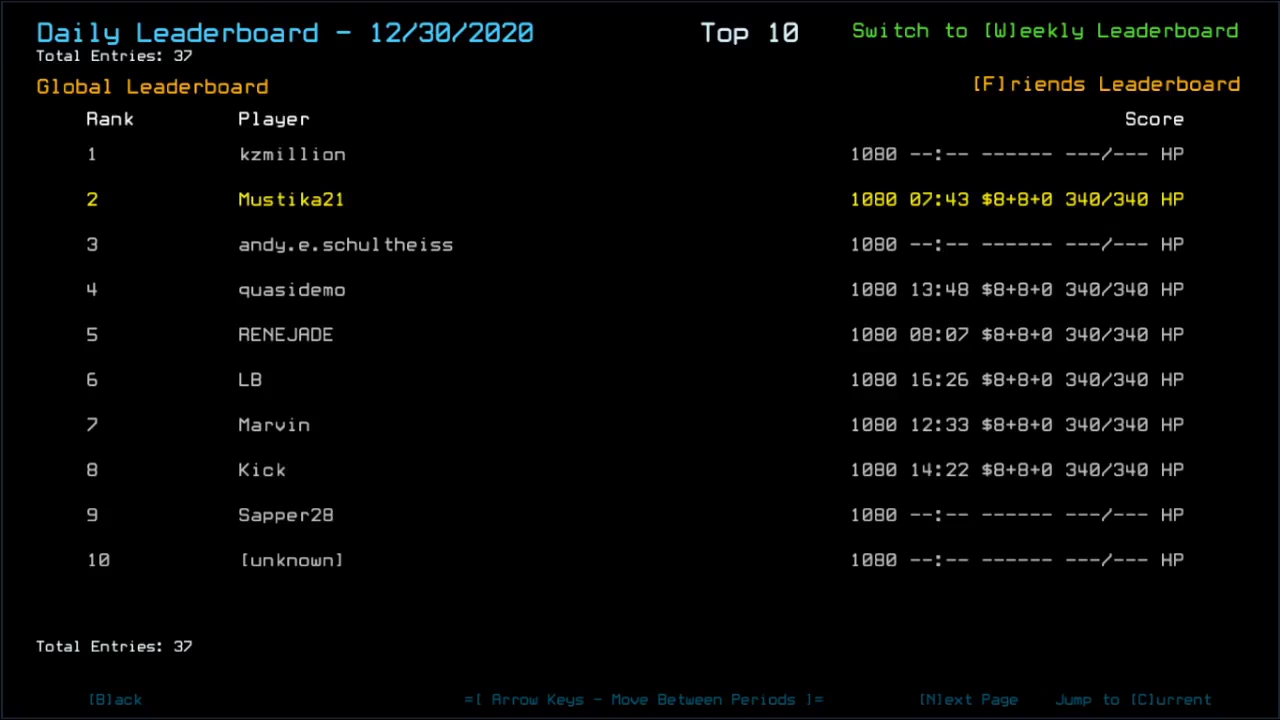 Daily Leaderboard - 12/30/2020 Top 10 Switch to [W]eekly Leaderboard
Total Entries: 37
Global Leaderboard [F]riends Leaderboard
Rank Player Score
1 kzmillion 1080 --:-- ------ ---/--- HP
2 Mustika21 1080 07:43 $8+8+0 340/340 HP
3 andy.e.schultheiss 1080 --:-- ------ ---/--- HP
4 quasidemo 1080 13:48 $8+8+0 340/340 HP
5 RENEJADE 1080 08:07 $8+8+0 340/340 HP
6 LB 1080 16:26 $8+8+0 340/340 HP
7 Marvin 1080 12:33 $8+8+0 340/340 HP
8 Kick 1080 14:22 $8+8+0 340/340 HP
9 Sapper28 1080 --:-- ------ ---/--- HP
10 [unknown] 1080 --:-- ------ ---/--- HP
Total Entries: 37
[B]ack =[ Arrow Keys - Move Between Periods ]= [N]ext Page Jump to [C]urrent